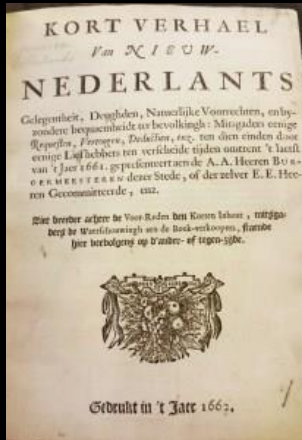 KORT VERHAEL
Van NIEUW-
NEDERLANTS
Gelegentheit, Deughden, Natuerlijke Voorrechten, en by-
zondere bequaemheidt ter bevolkingh: Mitsgaders eenige
Requesten, Vertoogen, Deductien, enz. ten dien einden door
eenige Liefhebbers ten verscheide tijden omtrent 't laetst
van 't Jaer 1661. gepresenteert aen de A. A. Heeren BUR-
GERMEESTEREN dezer Stede, of der zelver E. E. Hee-
ren Gecommitteerde, enz.
Ziet breeder achter de Voor-Reden den Korten Inhout, mitsga-
ders de Waerschouwingh aen de Boek-verkoopers, staende
hier vervolgens op d'ander- of tegen-zijde.
Gedrukt in 't Jaer 1662.